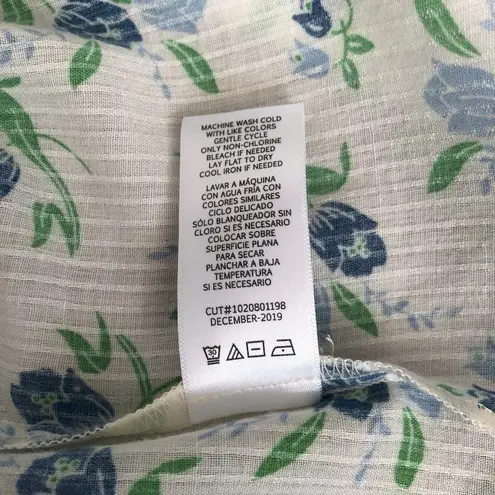 MACHINE WASH COLD
WITH LIKE COLORS
GENTLE CYCLE
ONLY NON-CHLORINE
BLEACH IF NEEDED
LAY FLAT TO DRY
COOL IRON IF NEEDED
LAVAR A MÁQUINA
CON AGUA FRÍA CON
COLORES SIMILARES
CICLO DELICADO
SÓLO BLANQUEADOR SIN
CLORO SI ES NECESARIO
COLOCAR SOBRE
SUPERFICIE PLANA
PARA SECAR
PLANCHAR A BAJA
TEMPERATURA
SI ES NECESARIO
CUT#1020801198
DECEMBER-2019
30